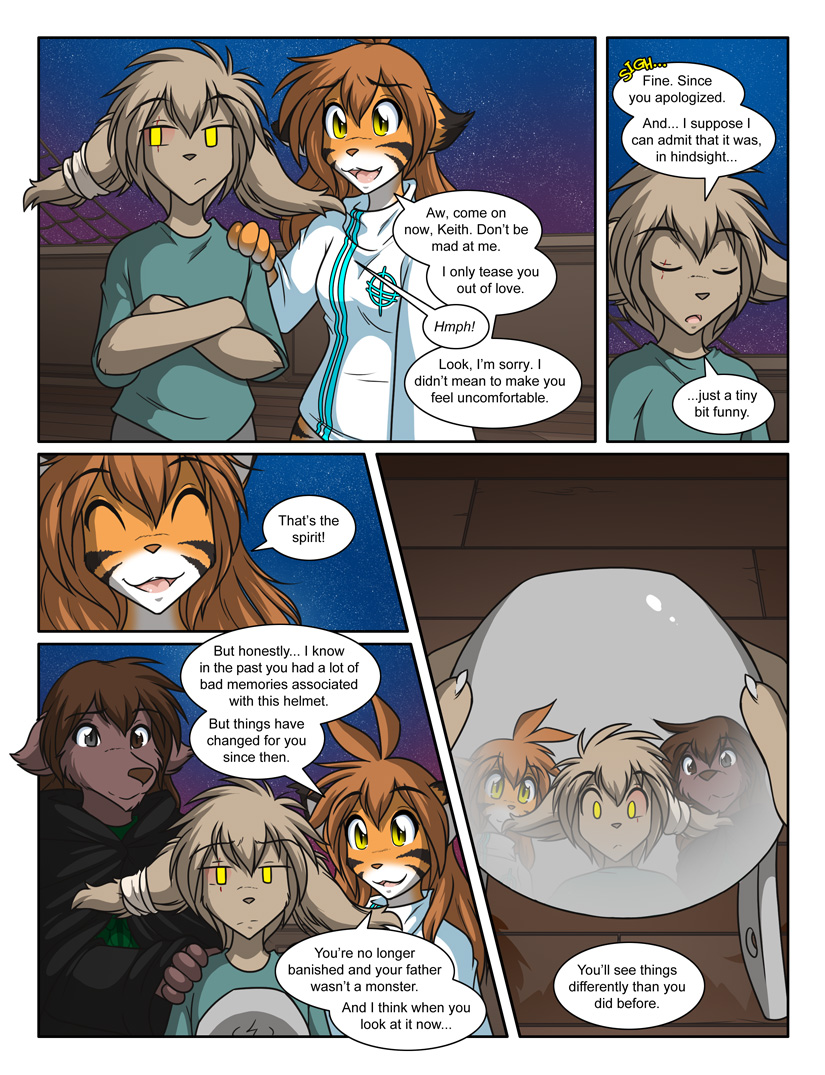 Aw, come on
now, Keith. Don't be
mad at me.
I only tease you
out of love.
Hmph!
Look, I'm sorry. I
didn't mean to make you
feel uncomfortable.
SIGH...
Fine. Since
you apologized.
And... I suppose I
can admit that it was,
in hindsight...
...just a tiny
bit funny.
That's the
spirit!
But honestly... I know
in the past you had a lot of
bad memories associated
with this helmet.
But things have
changed for you
since then.
You're no longer
banished and your father
wasn't a monster.
And I think when you
look at it now...
You'll see things
differently than you
did before.